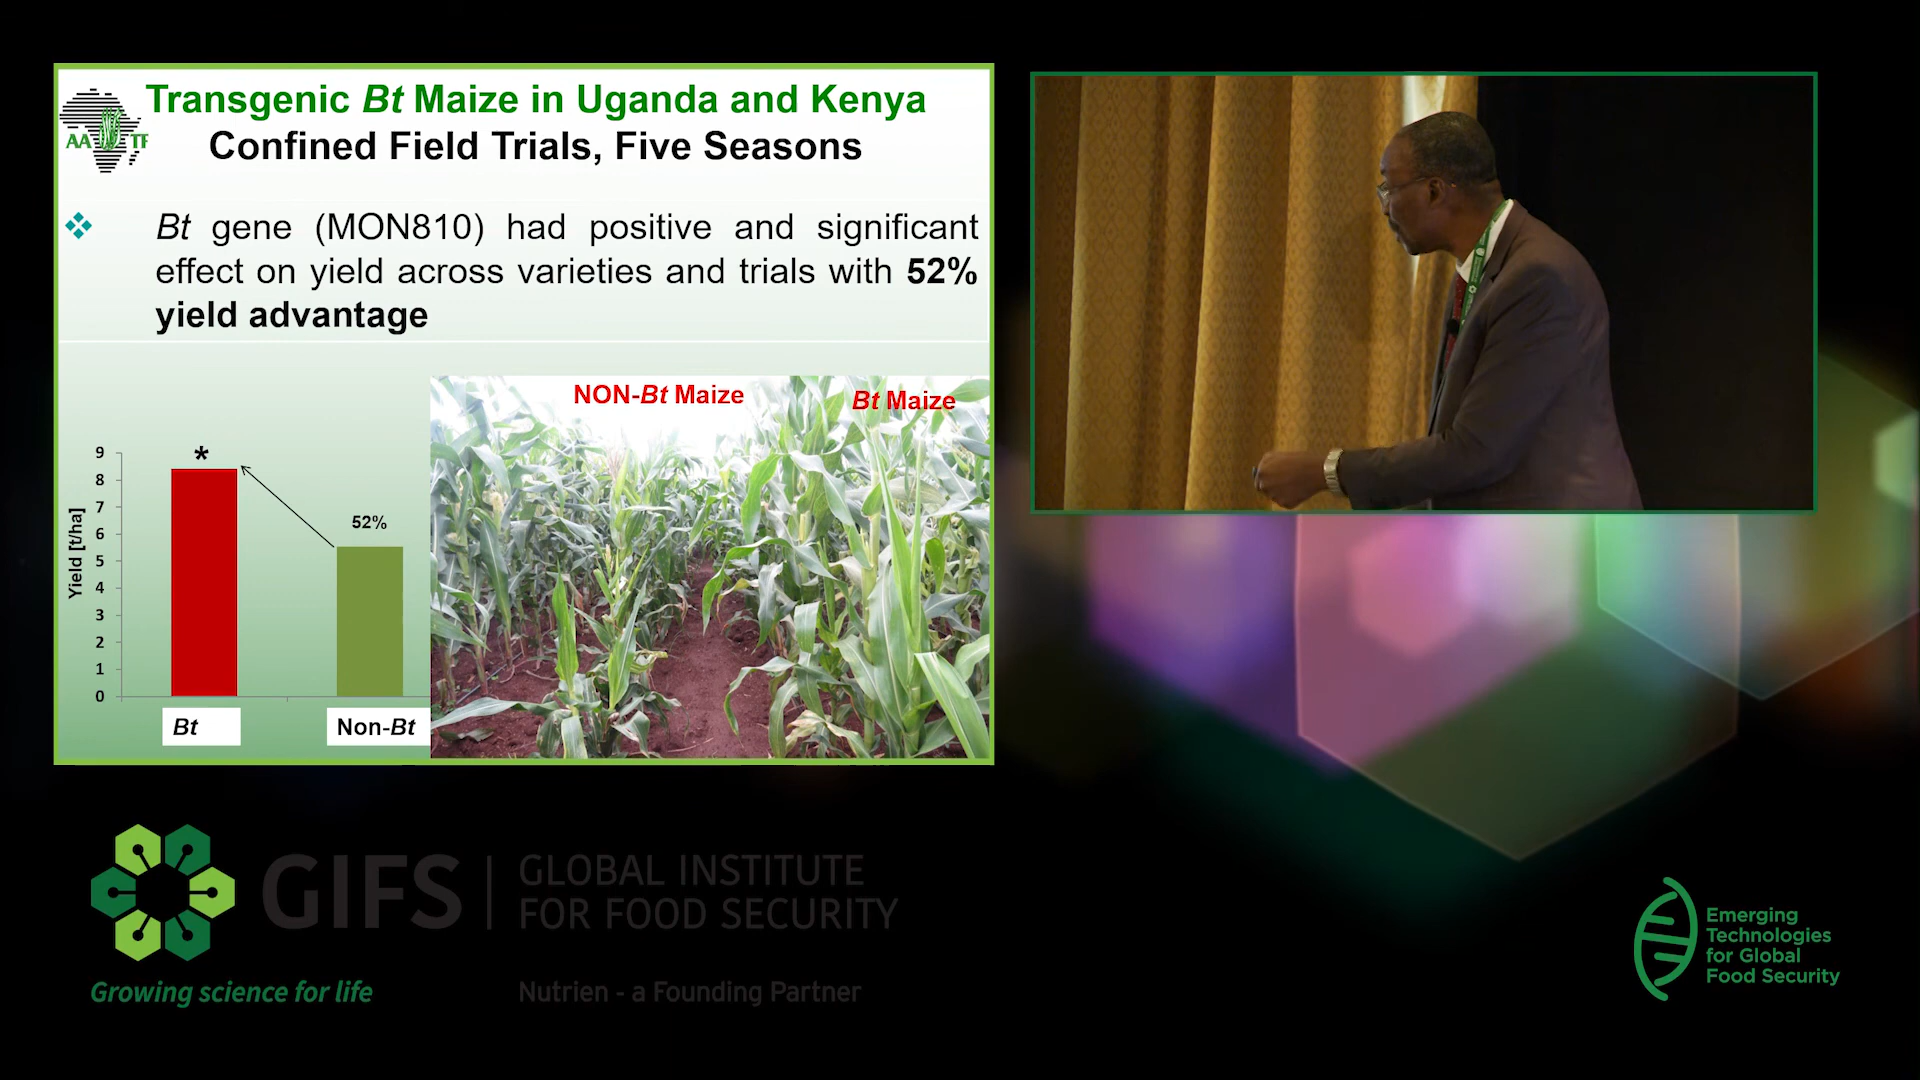 AATF
Transgenic Bt Maize in Uganda and Kenya
Confined Field Trials, Five Seasons
Bt gene (MON810) had positive and significant
effect on yield across varieties and trials with 52%
yield advantage
NON-Bt Maize
Bt Maize
Yield [t/ha]
9
8
7
6
5
4
3
2
1
0
*
52%
Bt
Non-Bt
GIFS
GLOBAL INSTITUTE
FOR FOOD SECURITY
Growing science for life
Nutrien - a Founding Partner
Emerging
Technologies
for Global
Food Security